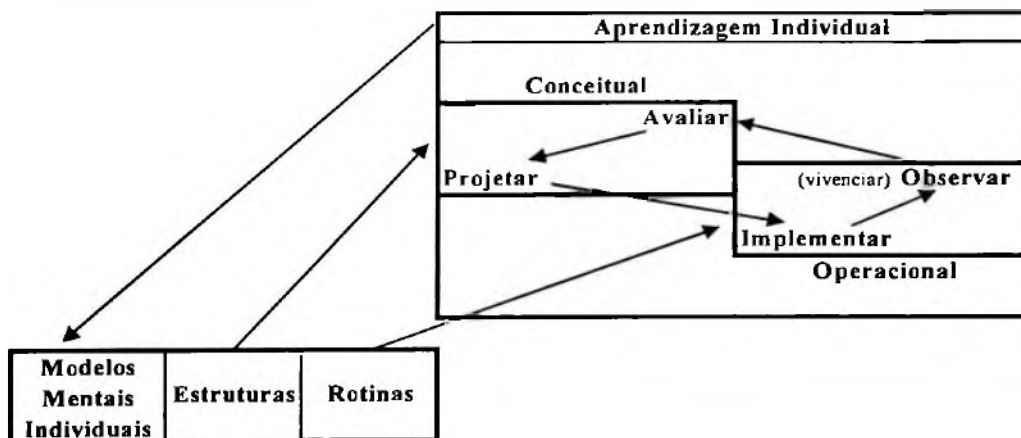 Aprendizagem Individual
Conceitual
Avaliar
Projetar
(vivenciar) Observar
Implementar
Operacional
Modelos
Mentais
Individuais
Estruturas
Rotinas